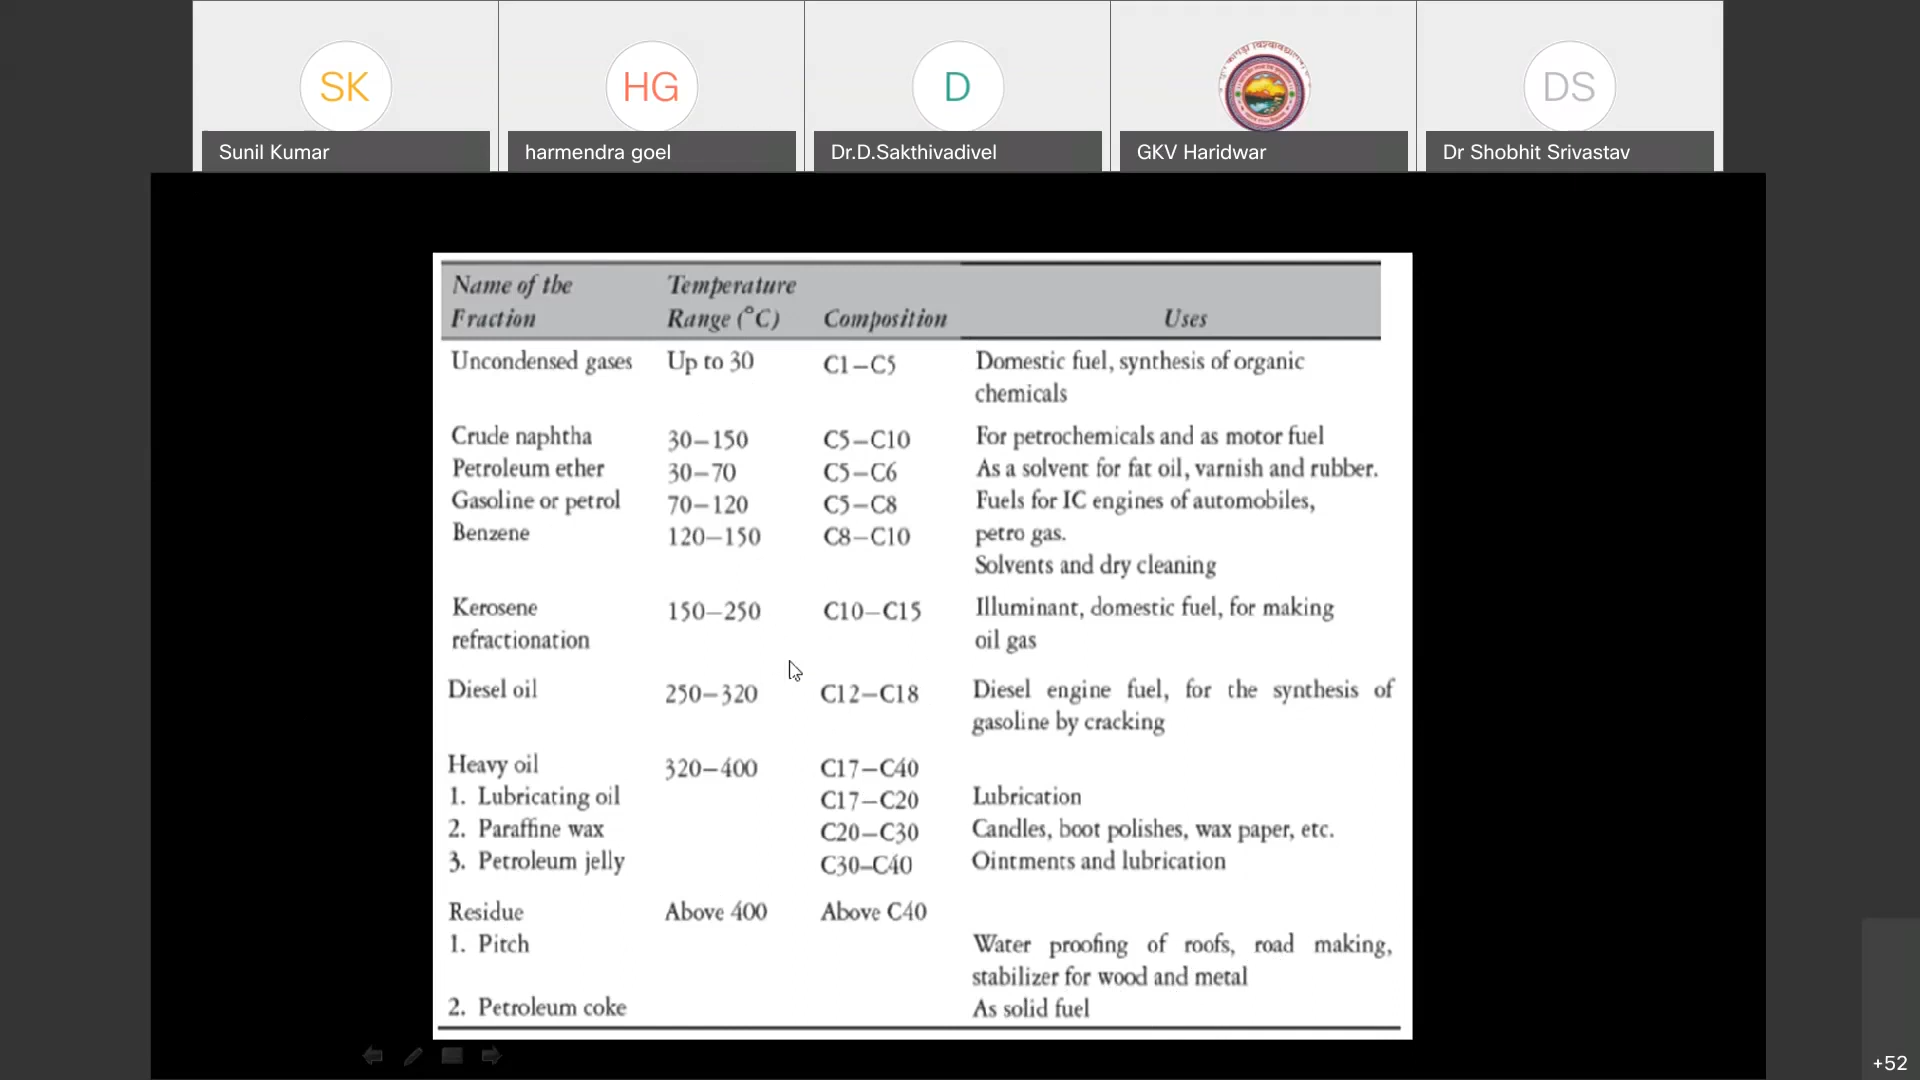 SK
HG
D
DS
Sunil Kumar
harmendra goel
Dr.D.Sakthivadivel
GKV Haridwar
Dr Shobhit Srivastav
Name of the Fraction Temperature Range (°C) Composition Uses
Uncondensed gases Up to 30 C1–C5 Domestic fuel, synthesis of organic
chemicals
Crude naphtha 30–150 C5–C10 For petrochemicals and as motor fuel
Petroleum ether 30–70 C5–C6 As a solvent for fat oil, varnish and rubber.
Gasoline or petrol 70–120 C5–C8 Fuels for IC engines of automobiles,
Benzene 120–150 C8–C10 petro gas.
Solvents and dry cleaning
Kerosene 150–250 C10–C15 Illuminant, domestic fuel, for making
refractionation oil gas
Diesel oil 250–320 C12–C18 Diesel engine fuel, for the synthesis of
gasoline by cracking
Heavy oil 320–400 C17–C40
1. Lubricating oil C17–C20 Lubrication
2. Paraffine wax C20–C30 Candles, boot polishes, wax paper, etc.
3. Petroleum jelly C30–C40 Ointments and lubrication
Residue Above 400 Above C40
1. Pitch Water proofing of roofs, road making,
stabilizer for wood and metal
2. Petroleum coke As solid fuel
+52